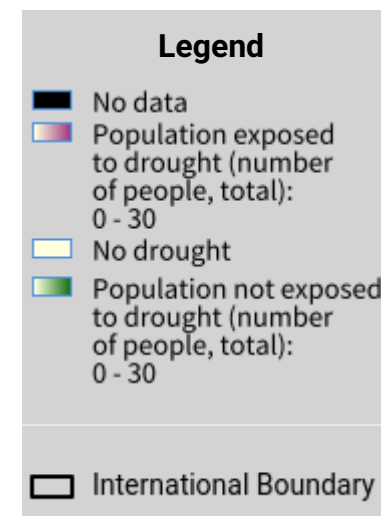 Legend
No data
Population exposed
to drought (number
of people, total):
0 - 30
No drought
Population not exposed
to drought (number
of people, total):
0 - 30
International Boundary